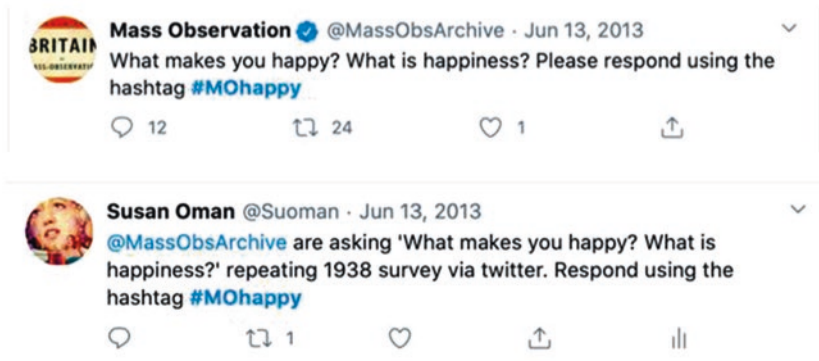 BRITAIN
Mass Observation @MassObsArchive · Jun 13, 2013
What makes you happy? What is happiness? Please respond using the
hashtag #MOhappy
12 24 1
Susan Oman @Suoman · Jun 13, 2013
@MassObsArchive are asking 'What makes you happy? What is
happiness?' repeating 1938 survey via twitter. Respond using the
hashtag #MOhappy
1